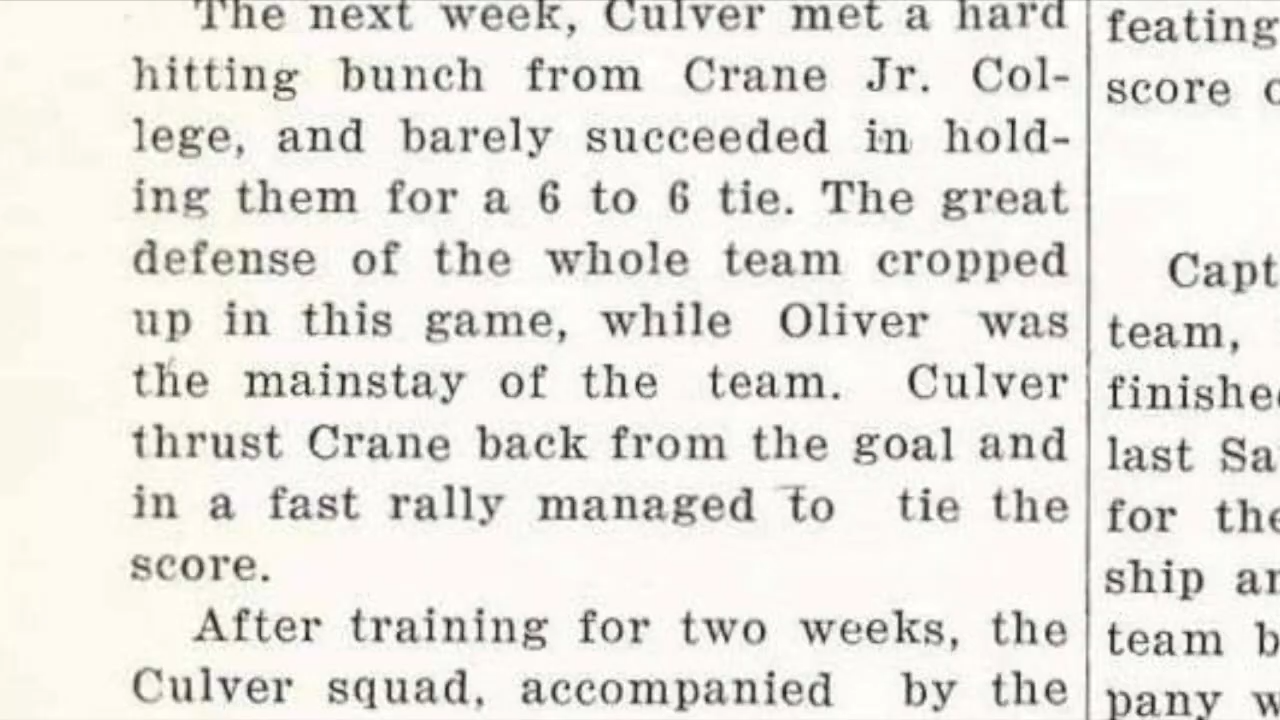 The next week, Culver met a hard
hitting bunch from Crane Jr. Col-
lege, and barely succeeded in hold-
ing them for a 6 to 6 tie. The great
defense of the whole team cropped
up in this game, while Oliver was
the mainstay of the team. Culver
thrust Crane back from the goal and
in a fast rally managed to tie the
score.
After training for two weeks, the
Culver squad, accompanied by the
feating
score
Capt
team,
finished
last Sa
for the
ship
team
pany